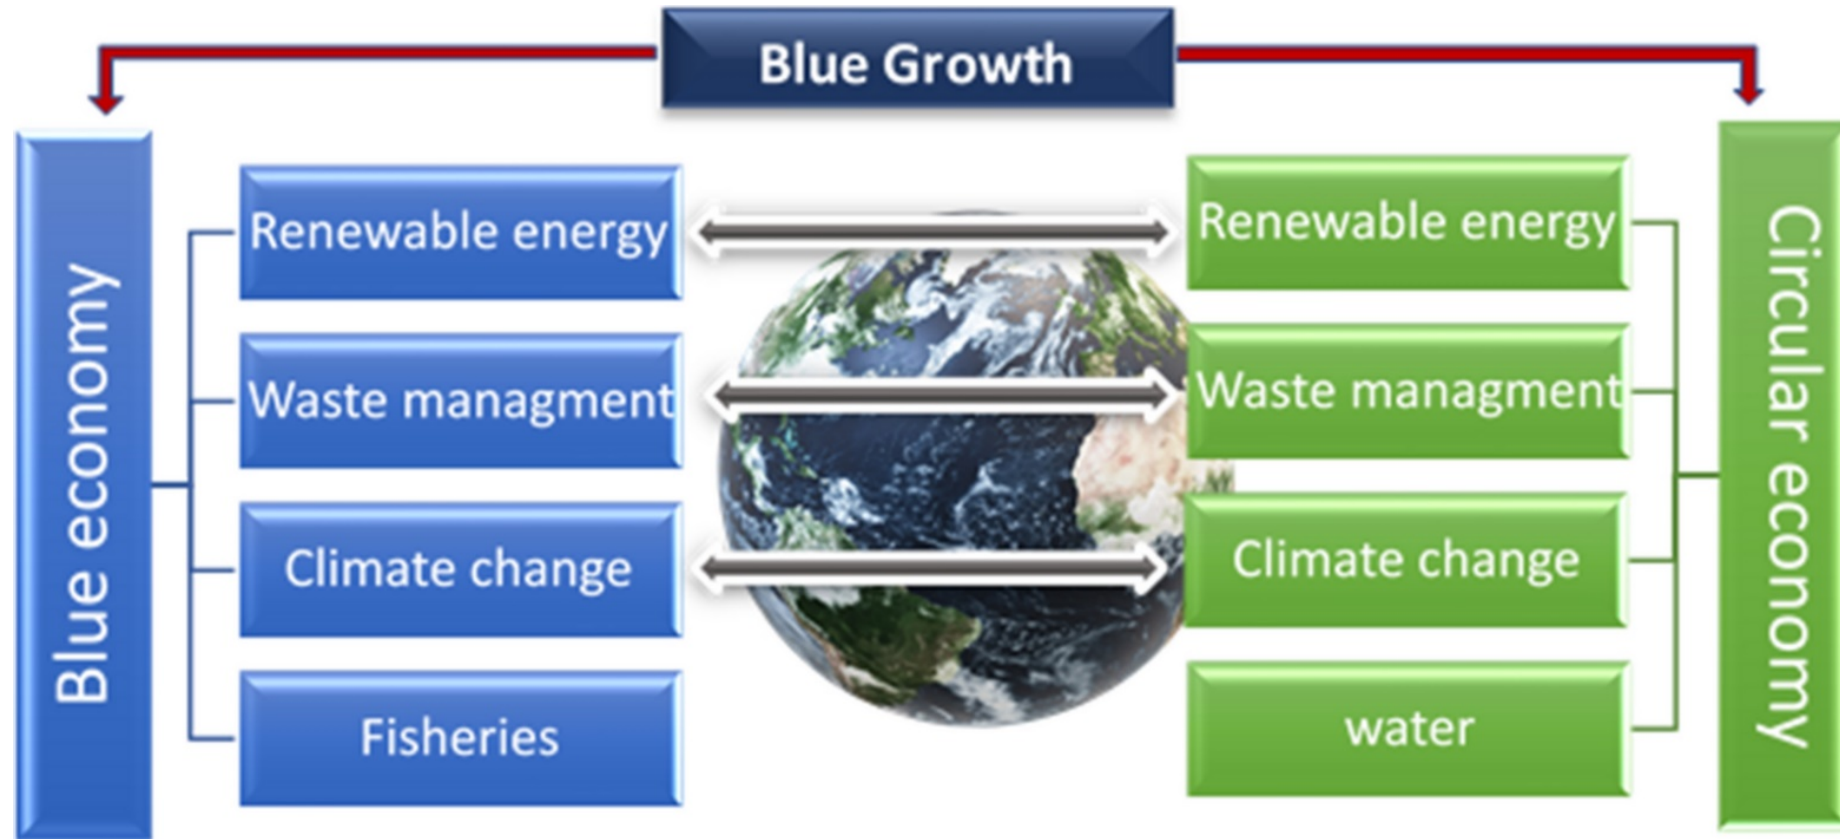 Blue Growth
Blue economy
Renewable energy
Waste managment
Climate change
Fisheries
Renewable energy
Waste managment
Climate change
water
Circular economy